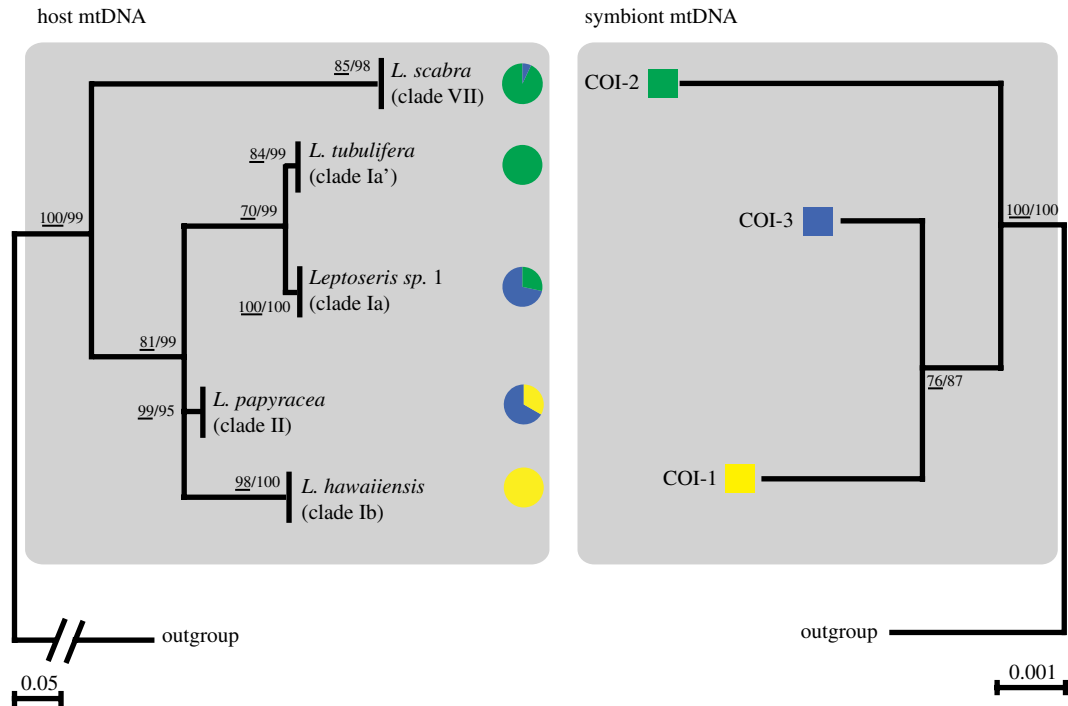 host mtDNA
85/98
L. scabra
(clade VII)
84/99
L. tubulifera
(clade Ia’)
70/99
100/99
Leptoseris sp. 1
(clade Ia)
100/100
81/99
L. papyracea
(clade II)
99/95
98/100
L. hawaiiensis
(clade Ib)
outgroup
0.05
symbiont mtDNA
COI-2
100/100
COI-3
76/87
COI-1
outgroup
0.001